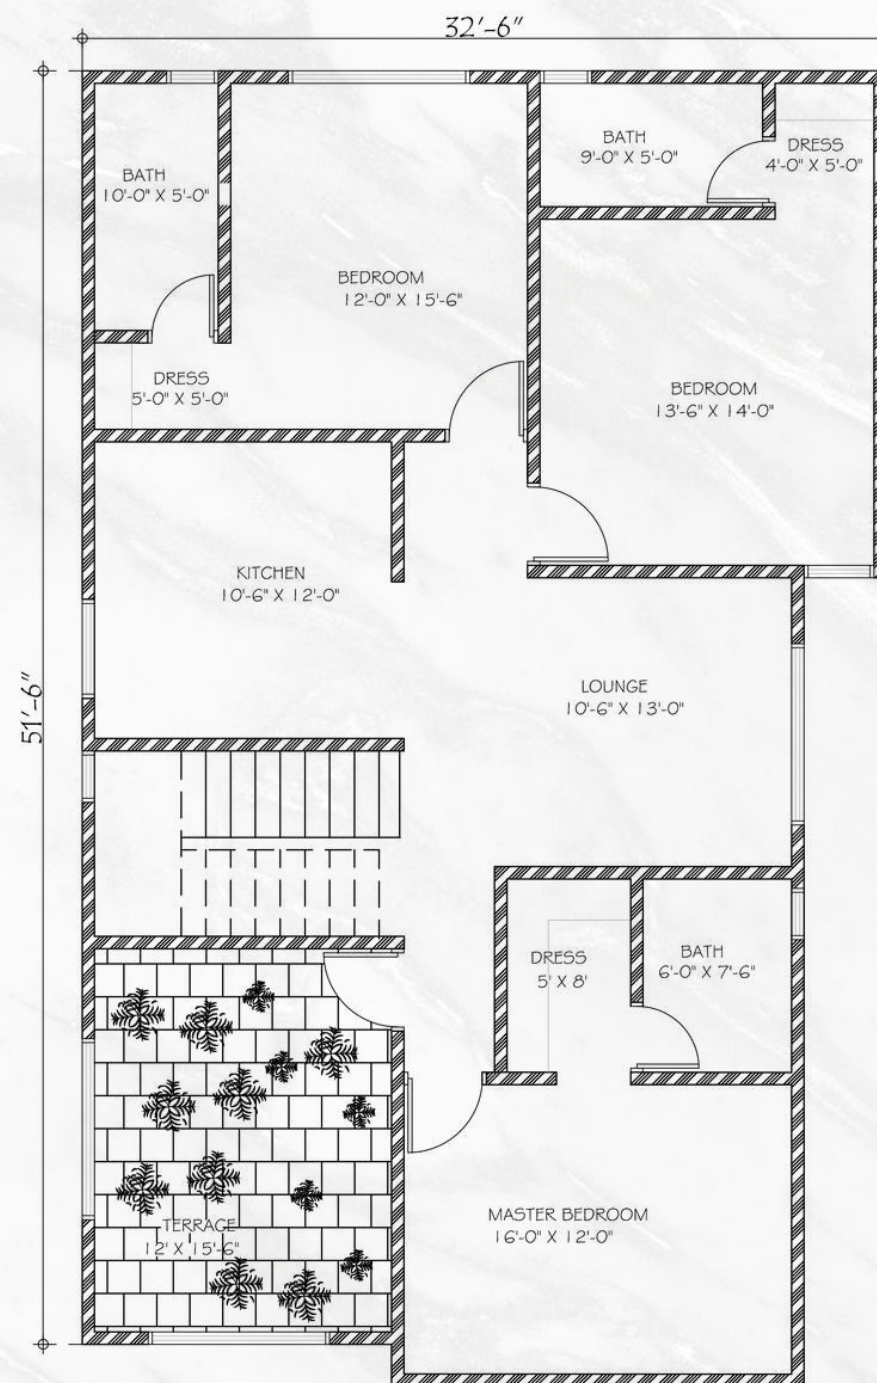 32'-6"
BATH
10'-0" X 5'-0"
BATH
9'-0" X 5'-0"
DRESS
4'-0" X 5'-0"
BEDROOM
12'-0" X 15'-6"
DRESS
5'-0" X 5'-0"
BEDROOM
13'-6" X 14'-0"
KITCHEN
10'-6" X 12'-0"
51'-6"
LOUNGE
10'-6" X 13'-0"
DRESS
5' X 8'
BATH
6'-0" X 7'-6"
TERRAGE
12' X 15'-6"
MASTER BEDROOM
16'-0" X 12'-0"